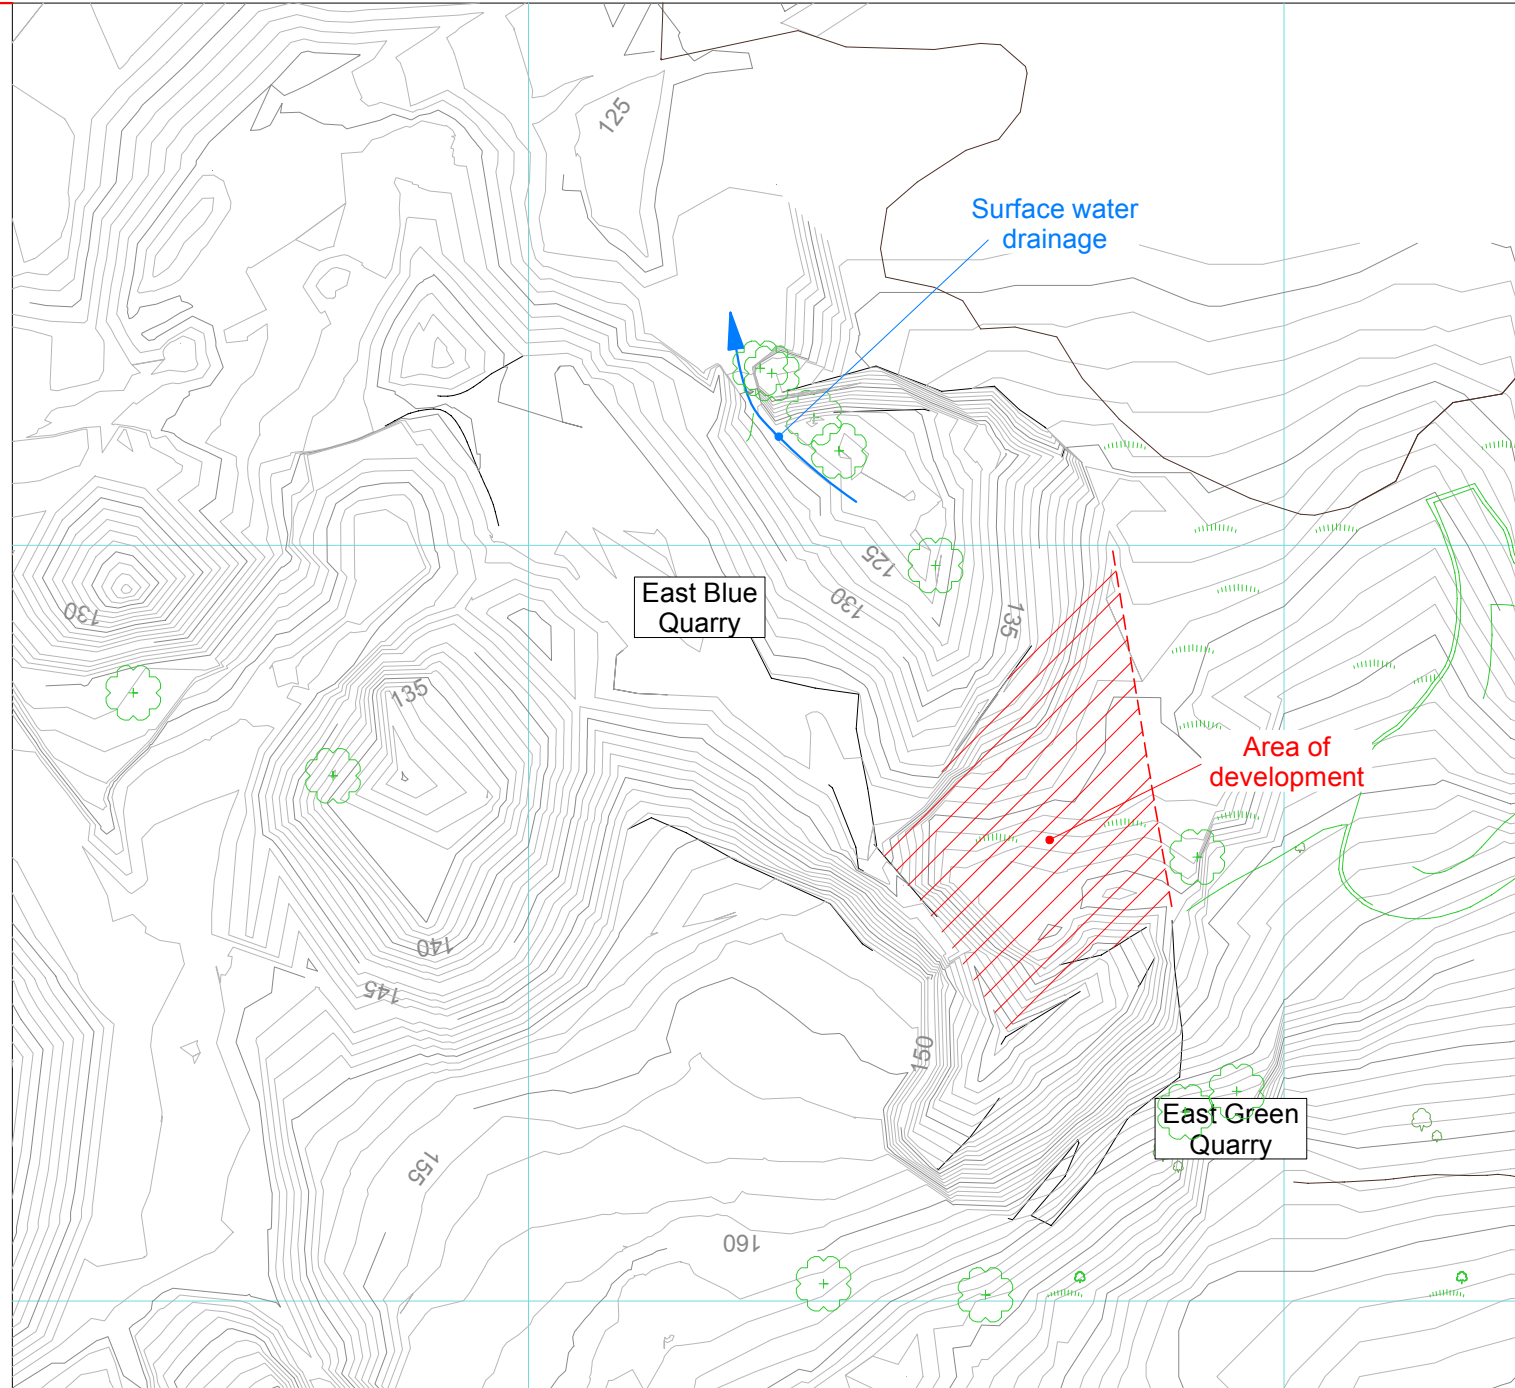 125
Surface water
drainage
125
East Blue
Quarry
130
130
135
135
Area of
development
140
145
150
East Green
Quarry
155
160